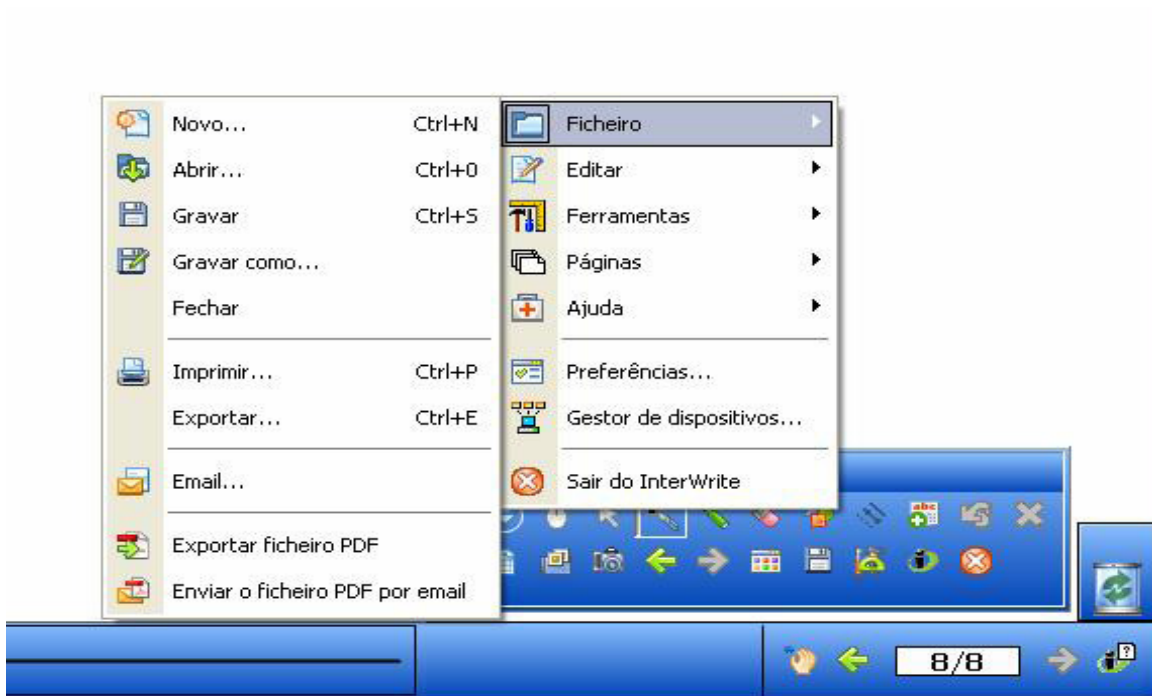 Novo... Ctrl+N
Abrir... Ctrl+0
Gravar Ctrl+S
Gravar como...
Fechar
Imprimir... Ctrl+P
Exportar... Ctrl+E
Email...
Exportar ficheiro PDF
Enviar o ficheiro PDF por email
Ficheiro
Editar
Ferramentas
Páginas
Ajuda
Preferências...
Gestor de dispositivos...
Sair do InterWrite
abc
8/8
?